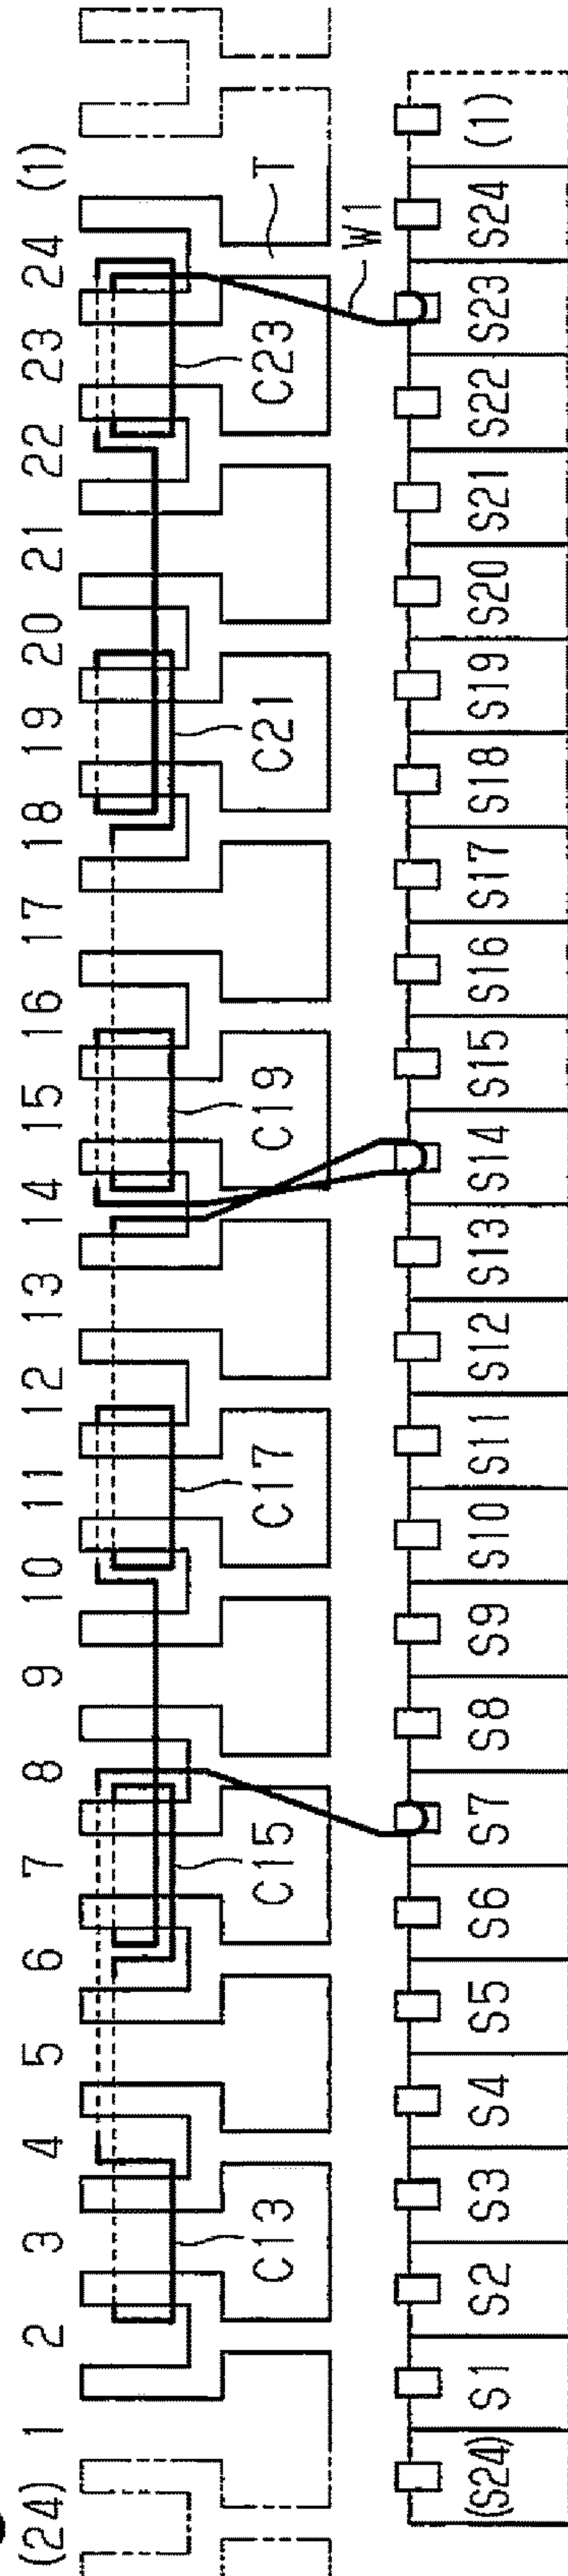 (24) 1 2 3 4 5 6 7 8 9 10 11 12 13 14 15 16 17 18 19 20 21 22 23 24 (1)
T
C13 C15 C17 C19 C21 C23
W1
(S24) S1 S2 S3 S4 S5 S6 S7 S8 S9 S10 S11 S12 S13 S14 S15 S16 S17 S18 S19 S20 S21 S22 S23 S24 (1)